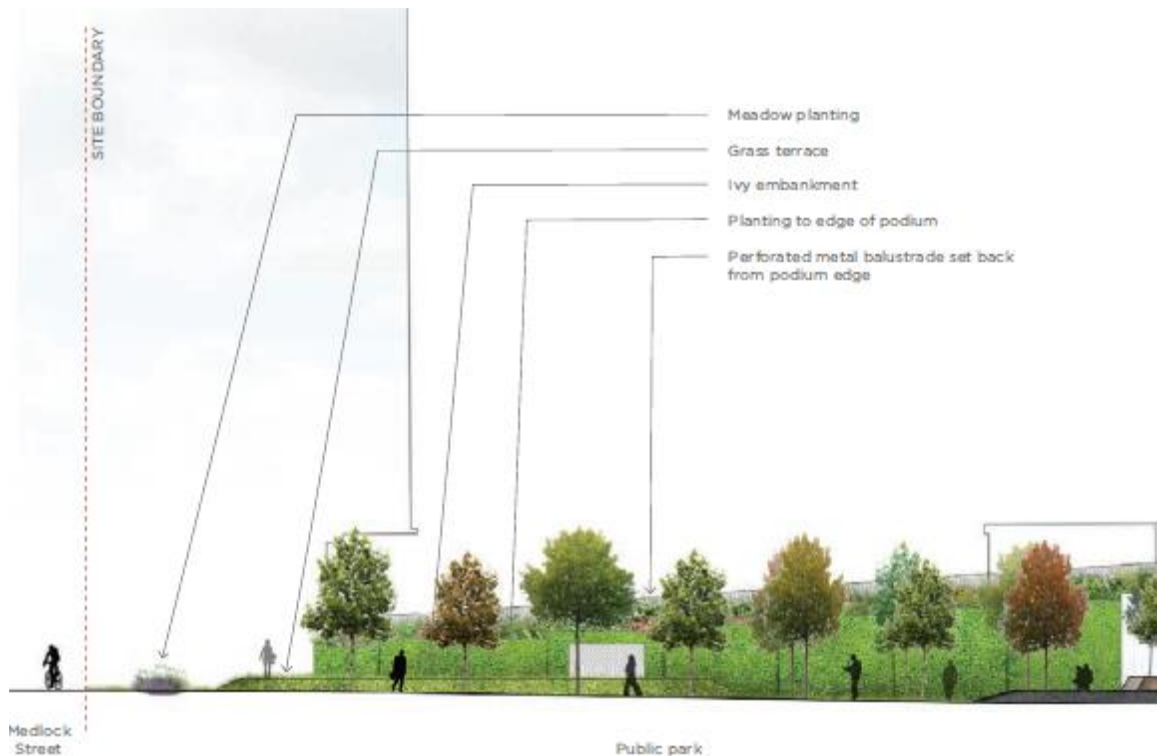 SITE BOUNDARY
Meadow planting
Grass terrace
Ivy embankment
Planting to edge of podium
Perforated metal balustrade set back
from podium edge
Medlock
Street
Public park